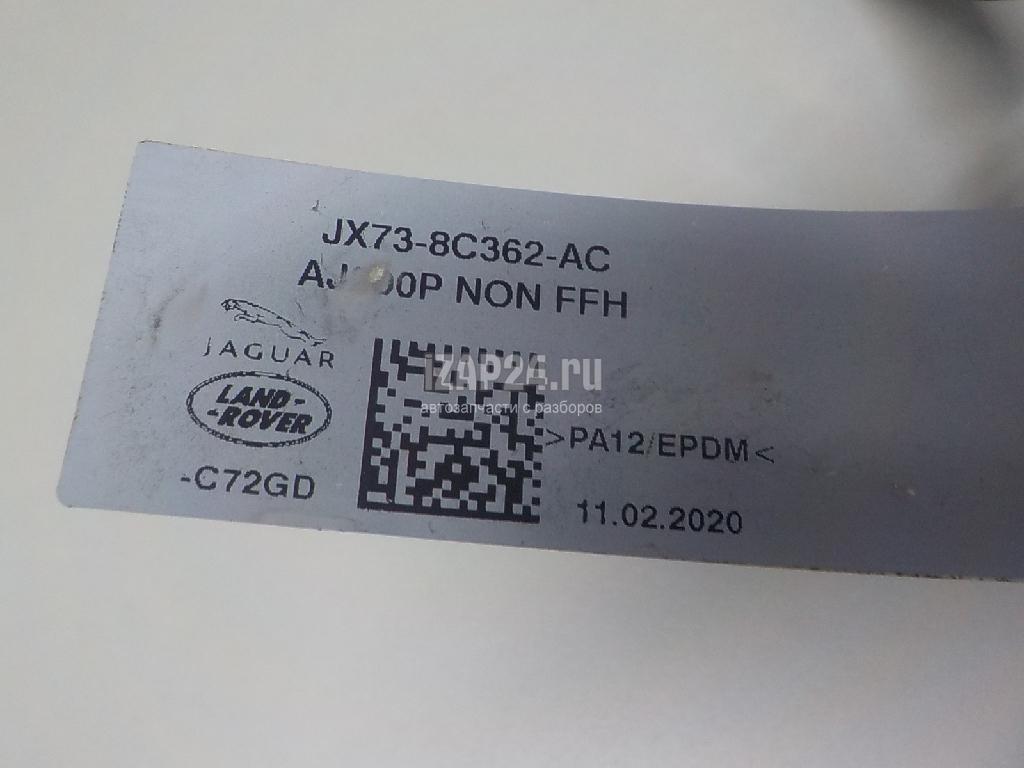 JX73-8C362-AC
NON FFH
JAGUAR
LAND-
-ROVER
-C72GD
iZAP24.ru
автозапчасти с разборов
>PA12/EPDM<
11.02.2020